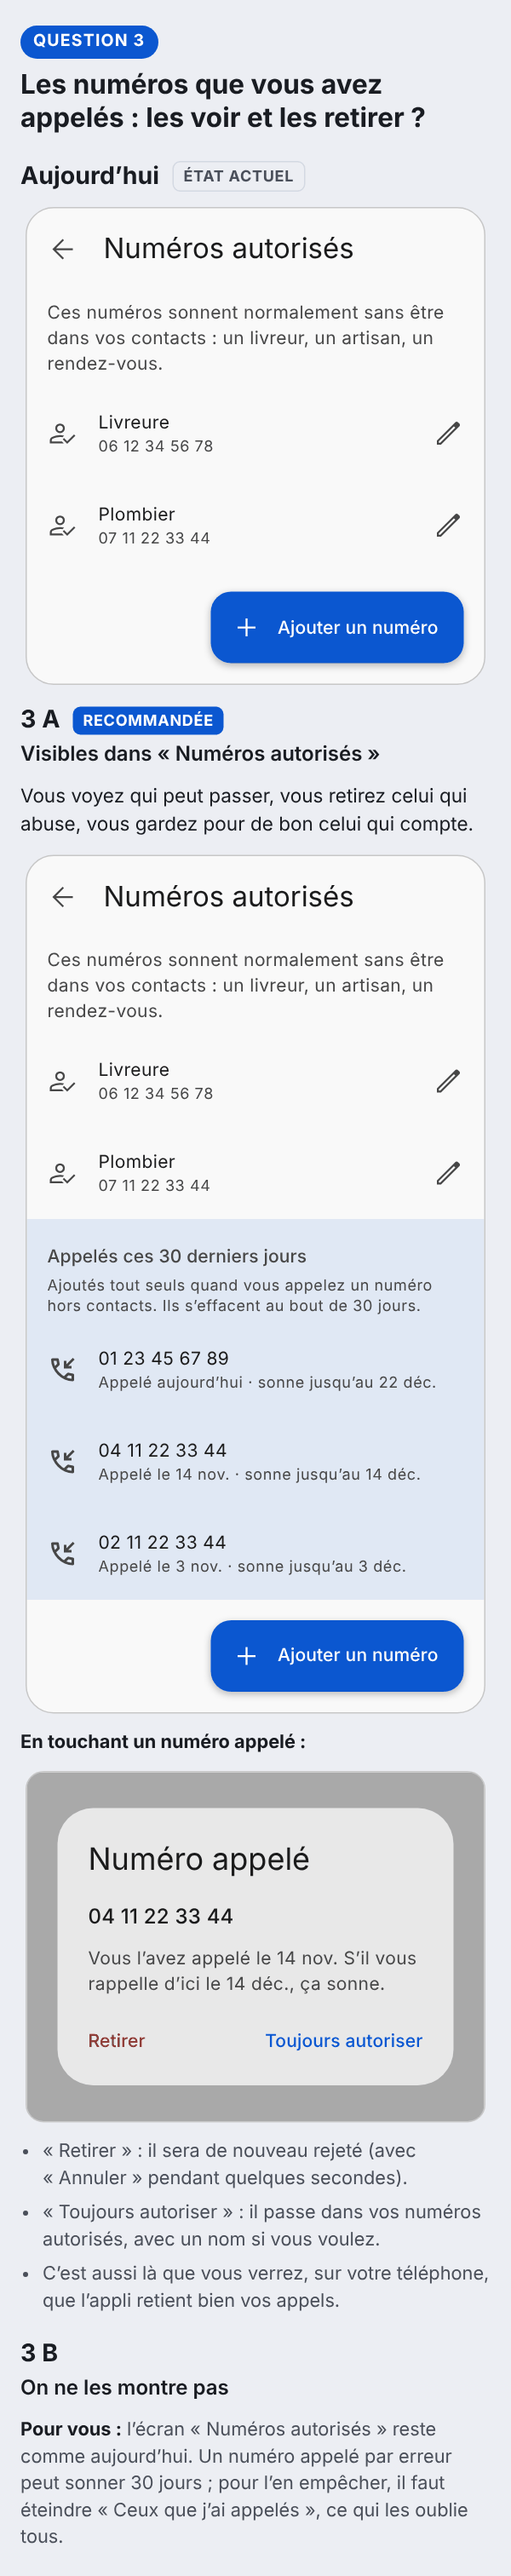 QUESTION 3
Les numéros que vous avez
appelés : les voir et les retirer ?
Aujourd’hui ÉTAT ACTUEL
Numéros autorisés
Ces numéros sonnent normalement sans être
dans vos contacts : un livreur, un artisan, un
rendez-vous.
Livreure
06 12 34 56 78
Plombier
07 11 22 33 44
Ajouter un numéro
3 A RECOMMANDÉE
Visibles dans « Numéros autorisés »
Vous voyez qui peut passer, vous retirez celui qui
abuse, vous gardez pour de bon celui qui compte.
Numéros autorisés
Ces numéros sonnent normalement sans être
dans vos contacts : un livreur, un artisan, un
rendez-vous.
Livreure
06 12 34 56 78
Plombier
07 11 22 33 44
Appelés ces 30 derniers jours
Ajoutés tout seuls quand vous appelez un numéro
hors contacts. Ils s’effacent au bout de 30 jours.
01 23 45 67 89
Appelé aujourd’hui · sonne jusqu’au 22 déc.
04 11 22 33 44
Appelé le 14 nov. · sonne jusqu’au 14 déc.
02 11 22 33 44
Appelé le 3 nov. · sonne jusqu’au 3 déc.
Ajouter un numéro
En touchant un numéro appelé :
Numéro appelé
04 11 22 33 44
Vous l’avez appelé le 14 nov. S’il vous
rappelle d’ici le 14 déc., ça sonne.
Retirer Toujours autoriser
• « Retirer » : il sera de nouveau rejeté (avec
« Annuler » pendant quelques secondes).
• « Toujours autoriser » : il passe dans vos numéros
autorisés, avec un nom si vous voulez.
• C’est aussi là que vous verrez, sur votre téléphone,
que l’appli retient bien vos appels.
3 B
On ne les montre pas
Pour vous : l’écran « Numéros autorisés » reste
comme aujourd’hui. Un numéro appelé par erreur
peut sonner 30 jours ; pour l’en empêcher, il faut
éteindre « Ceux que j’ai appelés », ce qui les oublie
tous.